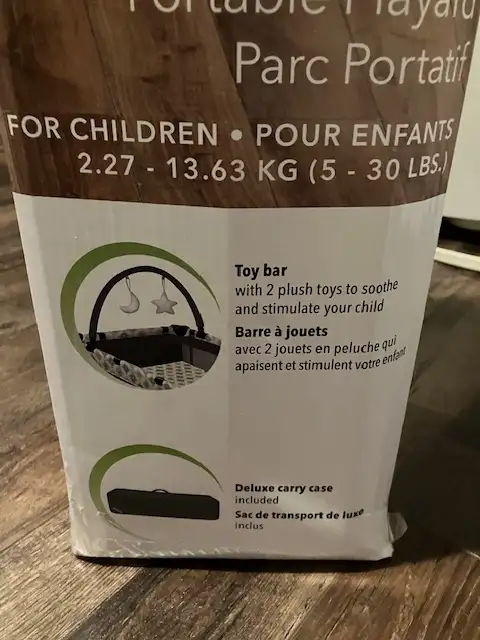 Portable Playard
Parc Portatif
FOR CHILDREN • POUR ENFANTS
2.27 - 13.63 KG (5 - 30 LBS.)
Toy bar
with 2 plush toys to soothe
and stimulate your child
Barre à jouets
avec 2 jouets en peluche qui
apaisent et stimulent votre enfant
Deluxe carry case
included
Sac de transport de luxe
inclus